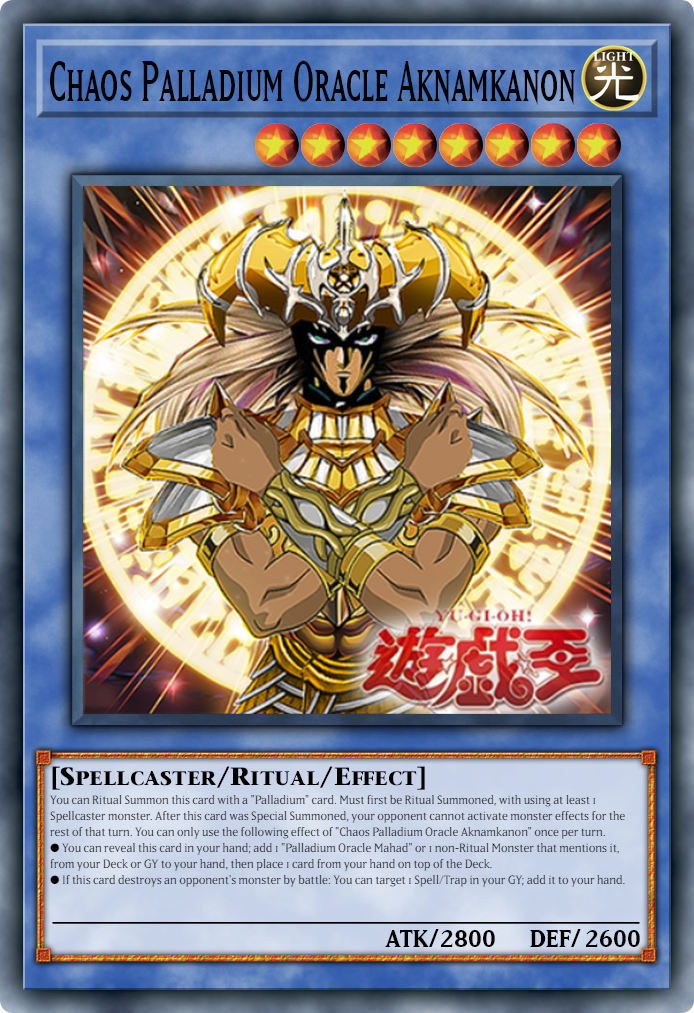 CHAOS PALLADIUM ORACLE AKNAMKANON
LIGHT
光
YU-GI-OH!
遊戯王
[SPELLCASTER/RITUAL/EFFECT]
You can Ritual Summon this card with a "Palladium" card. Must first be Ritual Summoned, with using at least 1
Spellcaster monster. After this card was Special Summoned, your opponent cannot activate monster effects for the
rest of that turn. You can only use the following effect of "Chaos Palladium Oracle Aknamkanon" once per turn.
● You can reveal this card in your hand; add 1 "Palladium Oracle Mahad" or 1 non-Ritual Monster that mentions it,
from your Deck or GY to your hand, then place 1 card from your hand on top of the Deck.
● If this card destroys an opponent's monster by battle: You can target 1 Spell/Trap in your GY; add it to your hand.
ATK/2800 DEF/2600